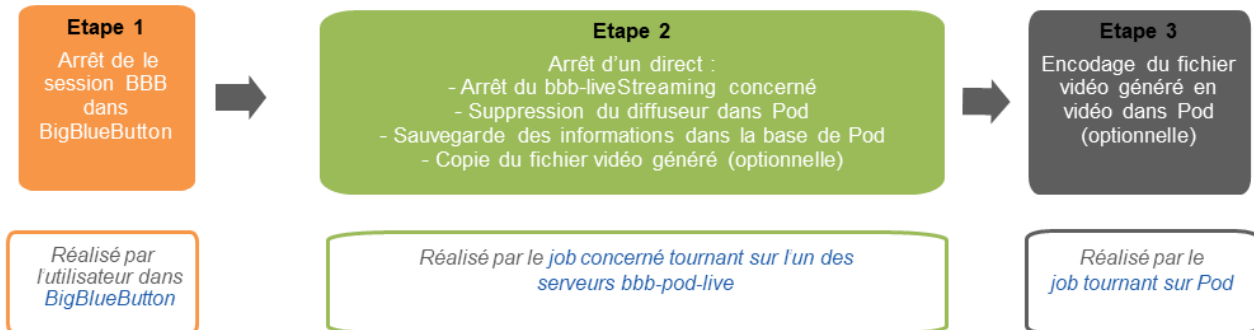 Etape 1
Arrêt de le
session BBB
dans
BigBlueButton
Etape 2
Arrêt d'un direct :
- Arrêt du bbb-liveStreaming concerné
- Suppression du diffuseur dans Pod
- Sauvegarde des informations dans la base de Pod
- Copie du fichier vidéo généré (optionnelle)
Etape 3
Encodage du fichier
vidéo généré en
vidéo dans Pod
(optionnelle)
Réalisé par
l'utilisateur dans
BigBlueButton
Réalisé par le job concerné tournant sur l'un des
serveurs bbb-pod-live
Réalisé par le
job tournant sur Pod